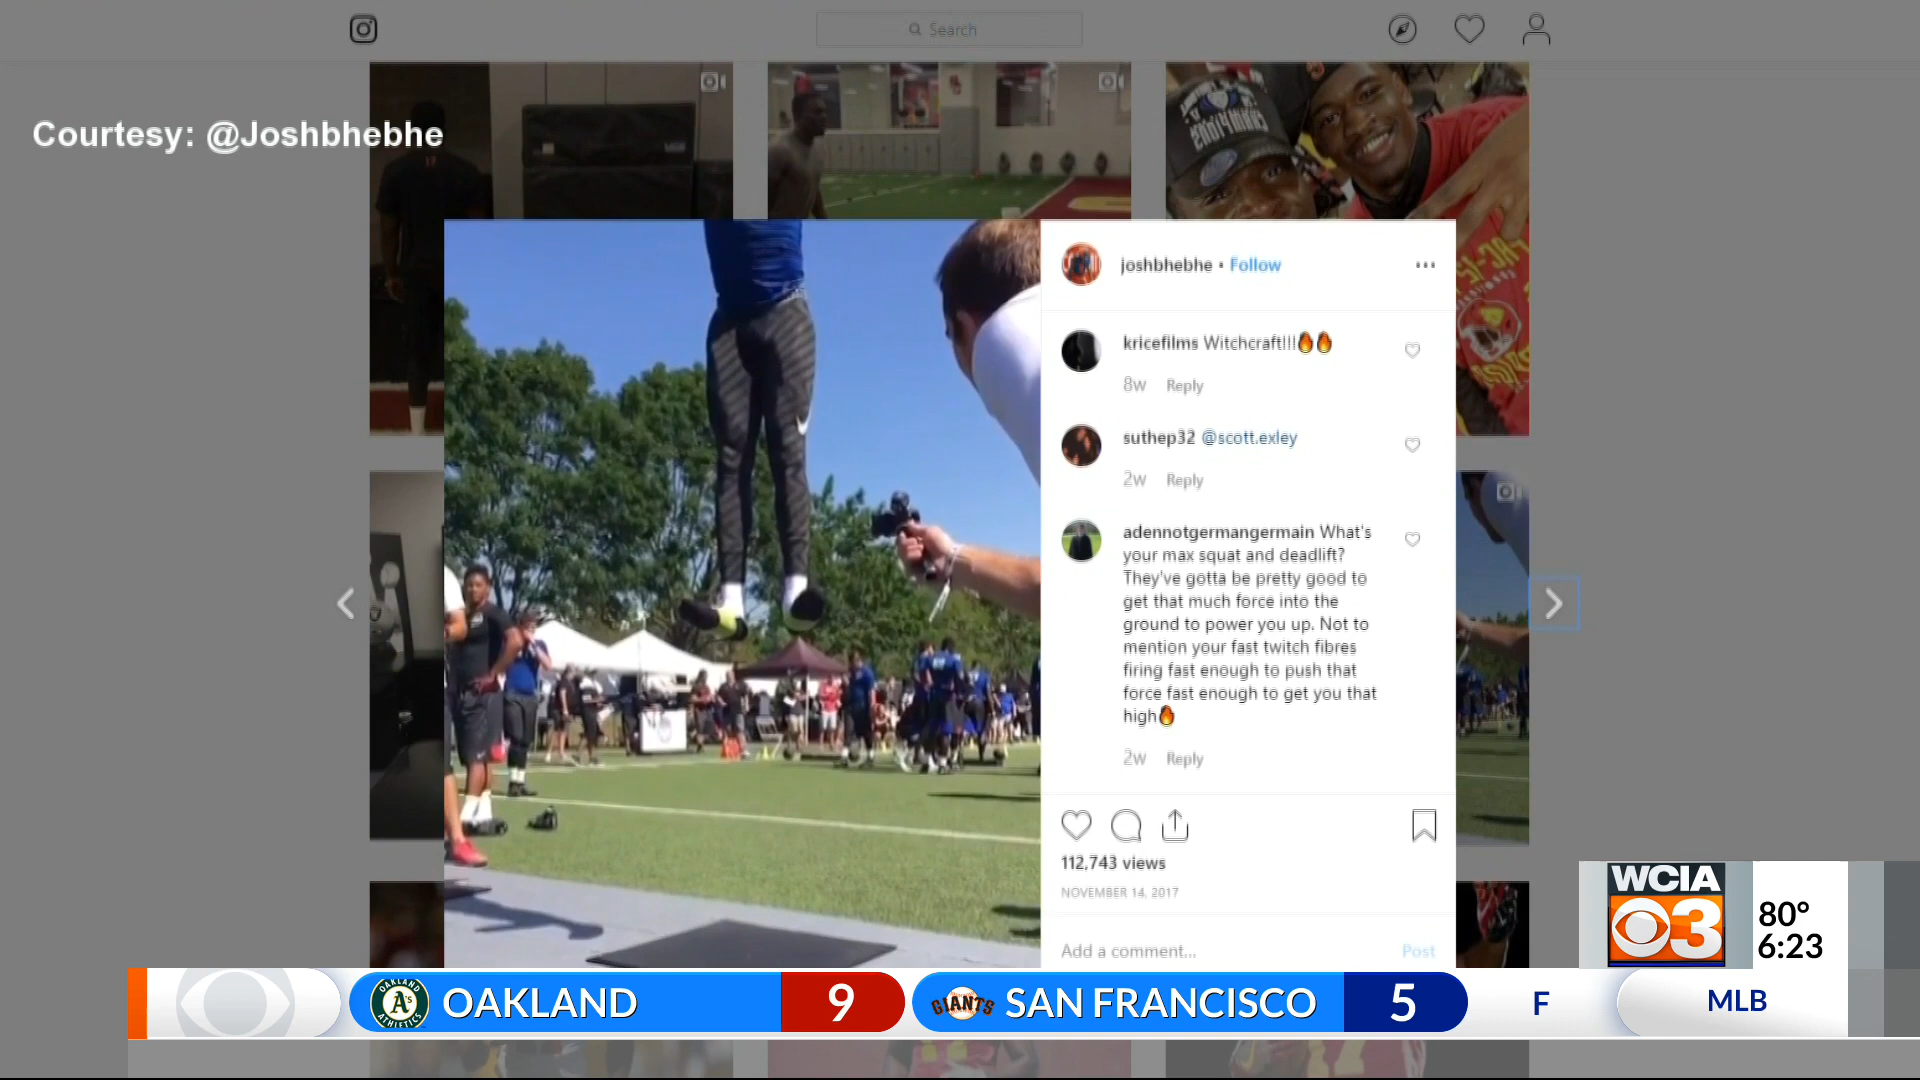 Search
Courtesy: @Joshbhebhe
joshbhebhe • Follow
kricefilms Witchcraft!!!🔥🔥
8w Reply
suthep32 @scott.exley
2w Reply
adennotgermangermain What's
your max squat and deadlift?
They've gotta be pretty good to
get that much force into the
ground to power you up. Not to
mention your fast twitch fibres
firing fast enough to push that
force fast enough to get you that
high🔥
2w Reply
112,743 views
NOVEMBER 14, 2017
Add a comment... Post
WCIA
3
80°
6:23
OAKLAND A's ATHLETICS
OAKLAND 9
GIANTS
SAN FRANCISCO 5
F
MLB